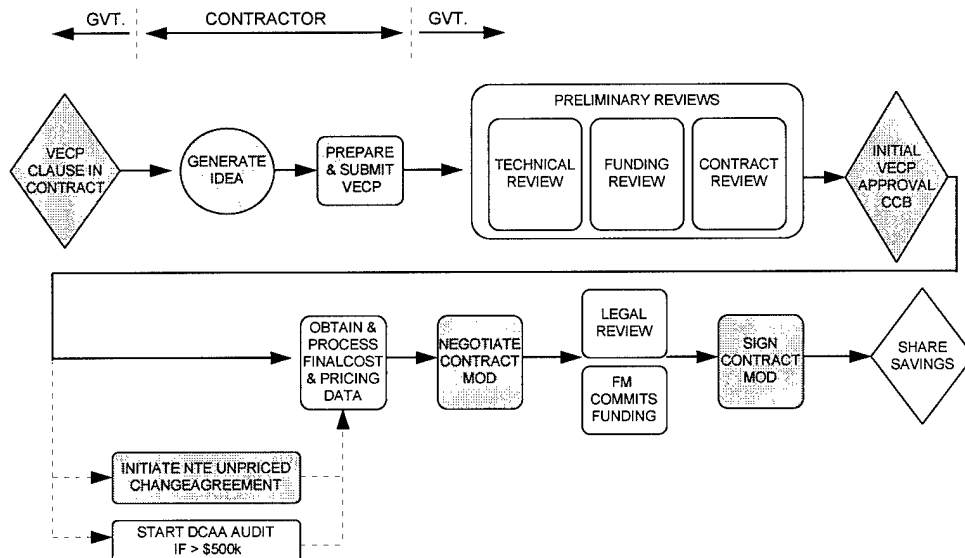 GVT.
CONTRACTOR
GVT.
VECP
CLAUSE IN
CONTRACT
GENERATE
IDEA
PREPARE
& SUBMIT
VECP
PRELIMINARY REVIEWS
TECHNICAL
REVIEW
FUNDING
REVIEW
CONTRACT
REVIEW
INITIAL
VECP
APPROVAL
CCB
OBTAIN &
PROCESS
FINALCOST
& PRICING
DATA
NEGOTIATE
CONTRACT
MOD
LEGAL
REVIEW
FM
COMMITS
FUNDING
SIGN
CONTRACT
MOD
SHARE
SAVINGS
INITIATE NTE UNPRICED
CHANGEAGREEMENT
START DCAA AUDIT
IF > $500k